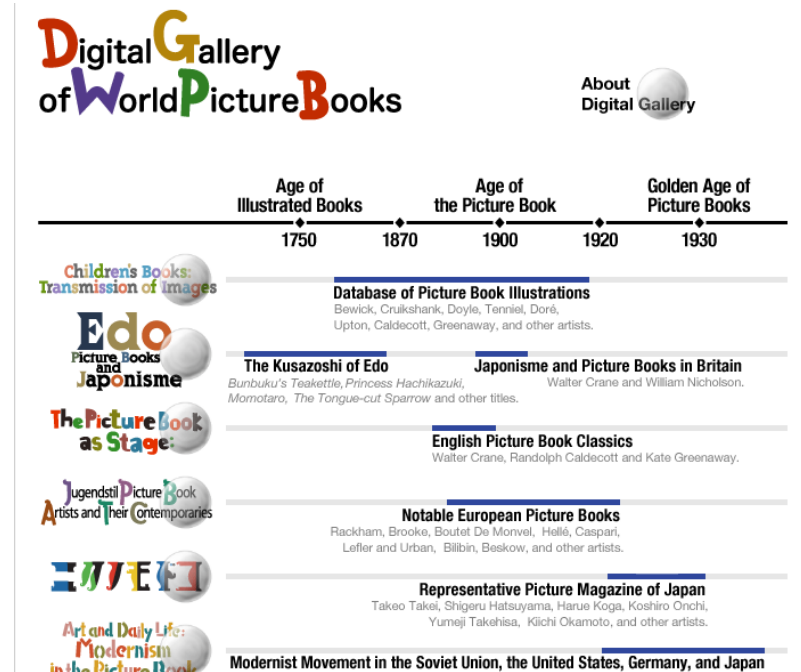 Digital Gallery
of World Picture Books
About
Digital Gallery
Age of
Illustrated Books
Age of
the Picture Book
Golden Age of
Picture Books
1750
1870
1900
1920
1930
Children's Books:
Transmission of Images
Database of Picture Book Illustrations
Bewick, Cruikshank, Doyle, Tenniel, Doré,
Upton, Caldecott, Greenaway, and other artists.
Edo
Picture Books
and
Japonisme
The Kusazoshi of Edo
Bunbuku's Teakettle, Princess Hachikazuki,
Momotaro, The Tongue-cut Sparrow and other titles.
Japonisme and Picture Books in Britain
Walter Crane and William Nicholson.
The Picture Book
as Stage:
English Picture Book Classics
Walter Crane, Randolph Caldecott and Kate Greenaway.
Jugendstil Picture Book
Artists and Their Contemporaries
Notable European Picture Books
Rackham, Brooke, Boutet De Monvel, Hellé, Caspari,
Lefler and Urban, Bilibin, Beskow, and other artists.
Representative Picture Magazine of Japan
Takeo Takei, Shigeru Hatsuyama, Harue Koga, Koshiro Onchi,
Yumeji Takehisa, Kiichi Okamoto, and other artists.
Art and Daily Life:
Modernism
in the Picture Book
Modernist Movement in the Soviet Union, the United States, Germany, and Japan